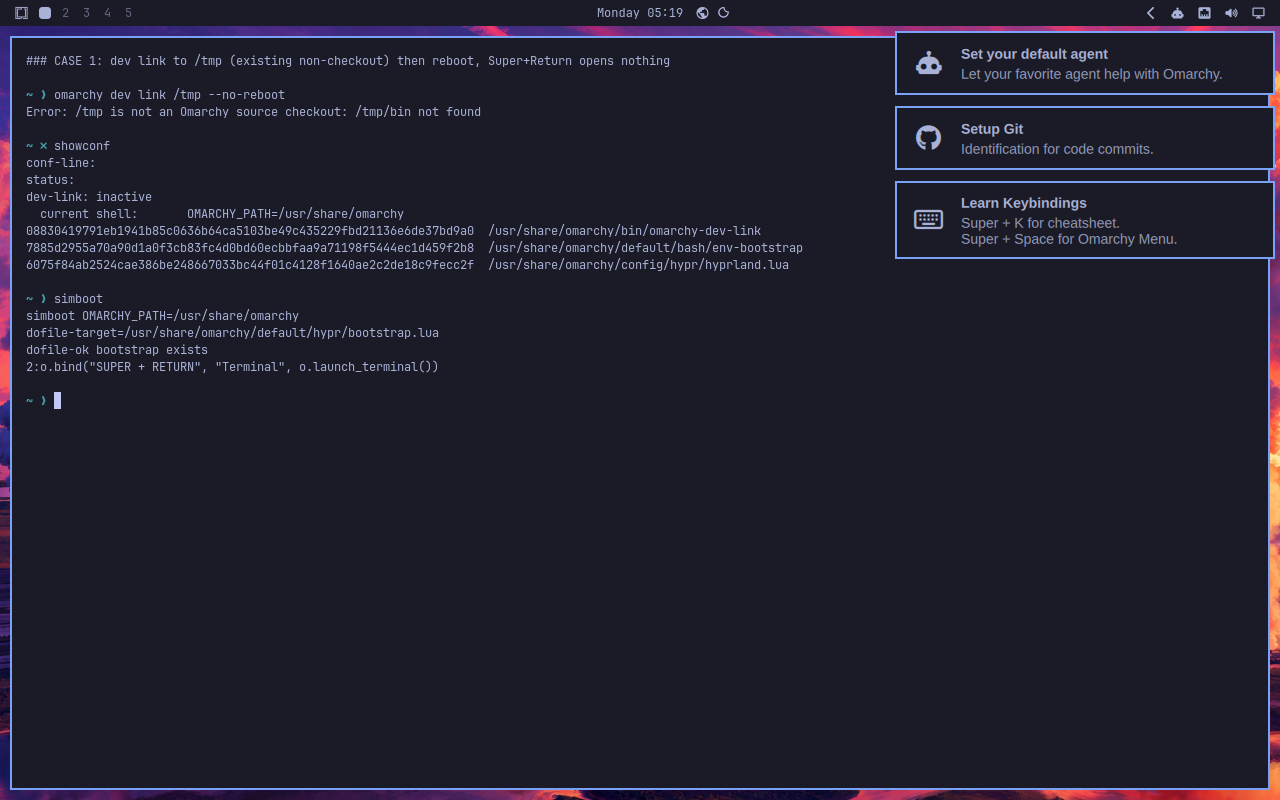 2 3 4 5
Monday 05:19
### CASE 1: dev link to /tmp (existing non-checkout) then reboot, Super+Return opens nothing
~ ❯ omarchy dev link /tmp --no-reboot
Error: /tmp is not an Omarchy source checkout: /tmp/bin not found
~ × showconf
conf-line:
status:
dev-link: inactive
current shell: OMARCHY_PATH=/usr/share/omarchy
08830419791eb1941b85c0636b64ca5103be49c435229fbd21136e6de37bd9a0 /usr/share/omarchy/bin/omarchy-dev-link
7885d2955a70a90d1a0f3cb83fc4d0bd60ecbbfaa9a71198f5444ec1d459f2b8 /usr/share/omarchy/default/bash/env-bootstrap
6075f84ab2524cae386be248667033bc44f01c4128f1640ae2c2de18c9fecc2f /usr/share/omarchy/config/hypr/hyprland.lua
~ ❯ simboot
simboot OMARCHY_PATH=/usr/share/omarchy
dofile-target=/usr/share/omarchy/default/hypr/bootstrap.lua
dofile-ok bootstrap exists
2:o.bind("SUPER + RETURN", "Terminal", o.launch_terminal())
~ ❯
Set your default agent
Let your favorite agent help with Omarchy.
Setup Git
Identification for code commits.
Learn Keybindings
Super + K for cheatsheet.
Super + Space for Omarchy Menu.